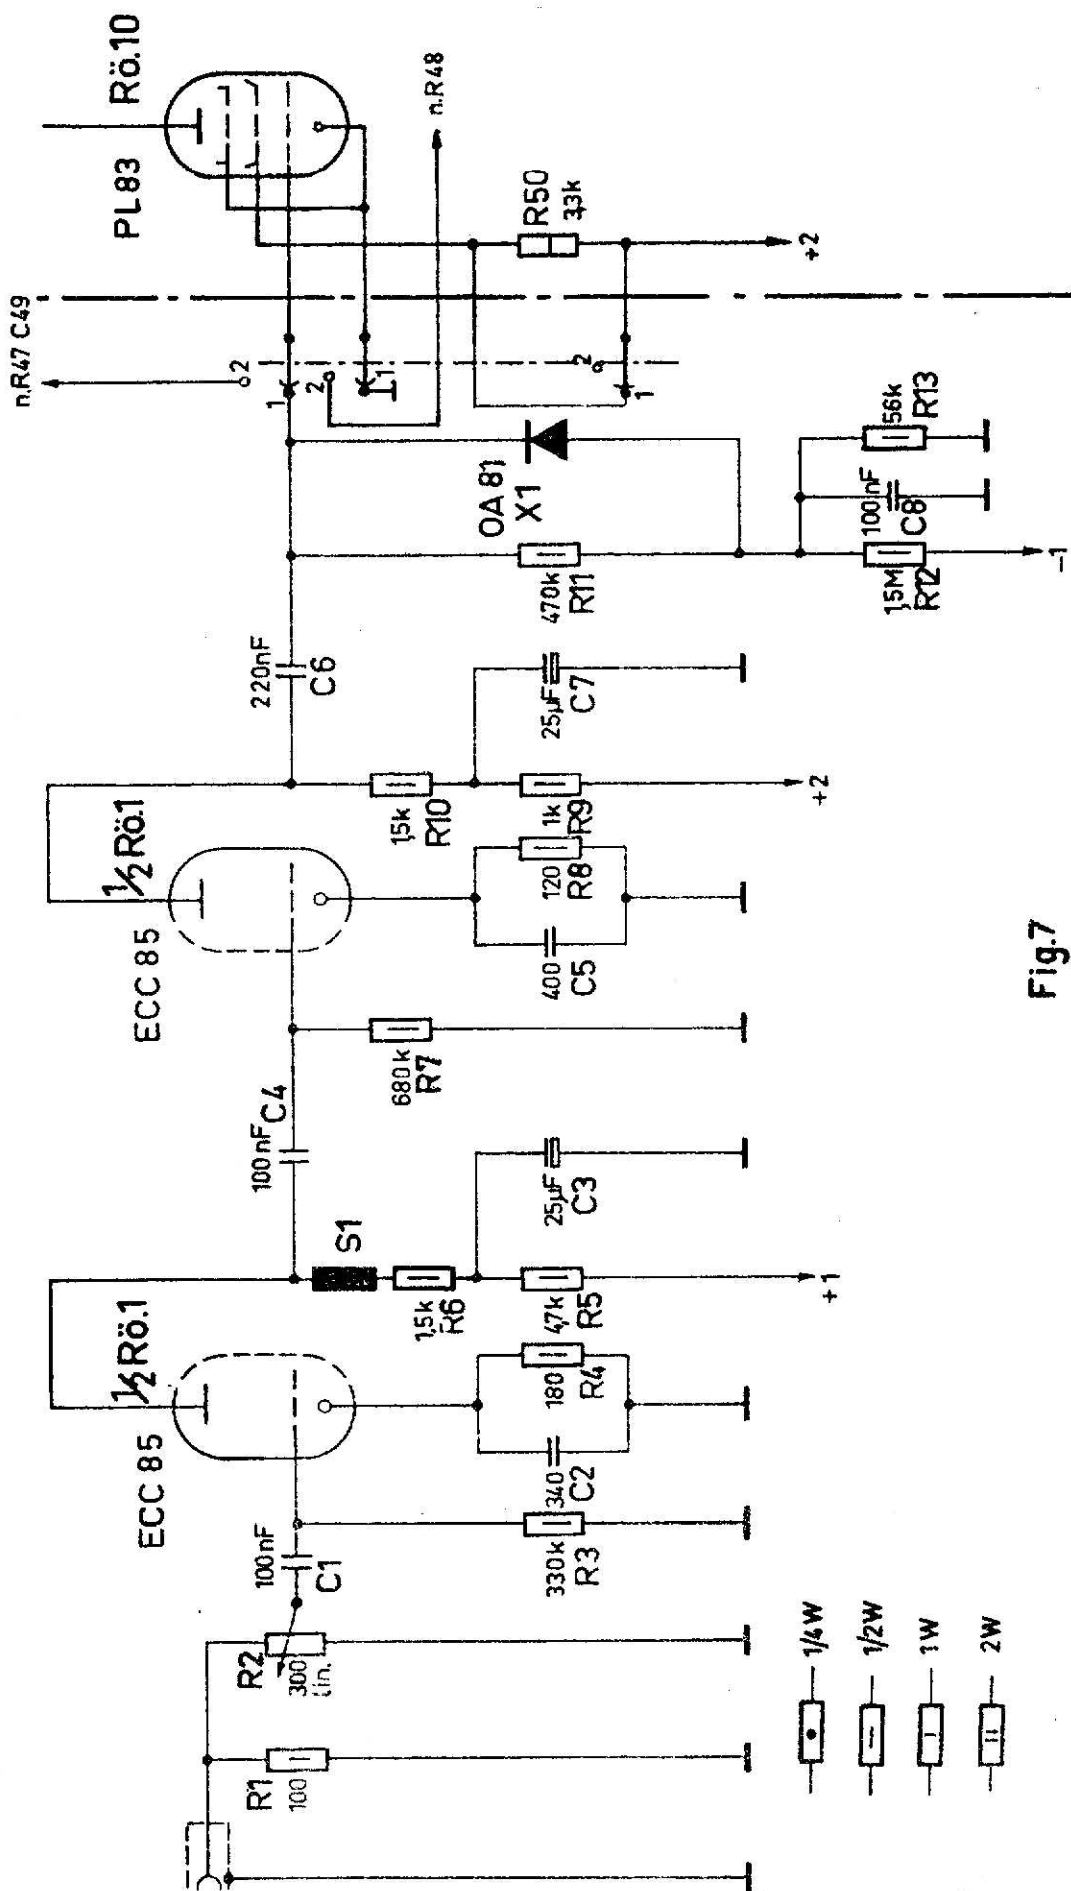 PL83 Rö.10
n.R47 C49
2
1
2
1
n.R48
2
1
R50
3,3k
+2
OA 81
X1
220nF
C6
470k
R11
100nF
C8
56k
R13
1,5M
R12
-1
½Rö.1
ECC 85
1,5k
R10
25µF
C7
1k
R9
+2
120
R8
400
C5
100nF C4
680k
R7
½Rö.1
ECC 85
S1
1,5k
R6
25µF
C3
4,7k
R5
+1
180
R4
340
C2
100nF
C1
330k
R3
R2
300
lin.
R1
100
1/4W
1/2W
1W
2W
Fig.7